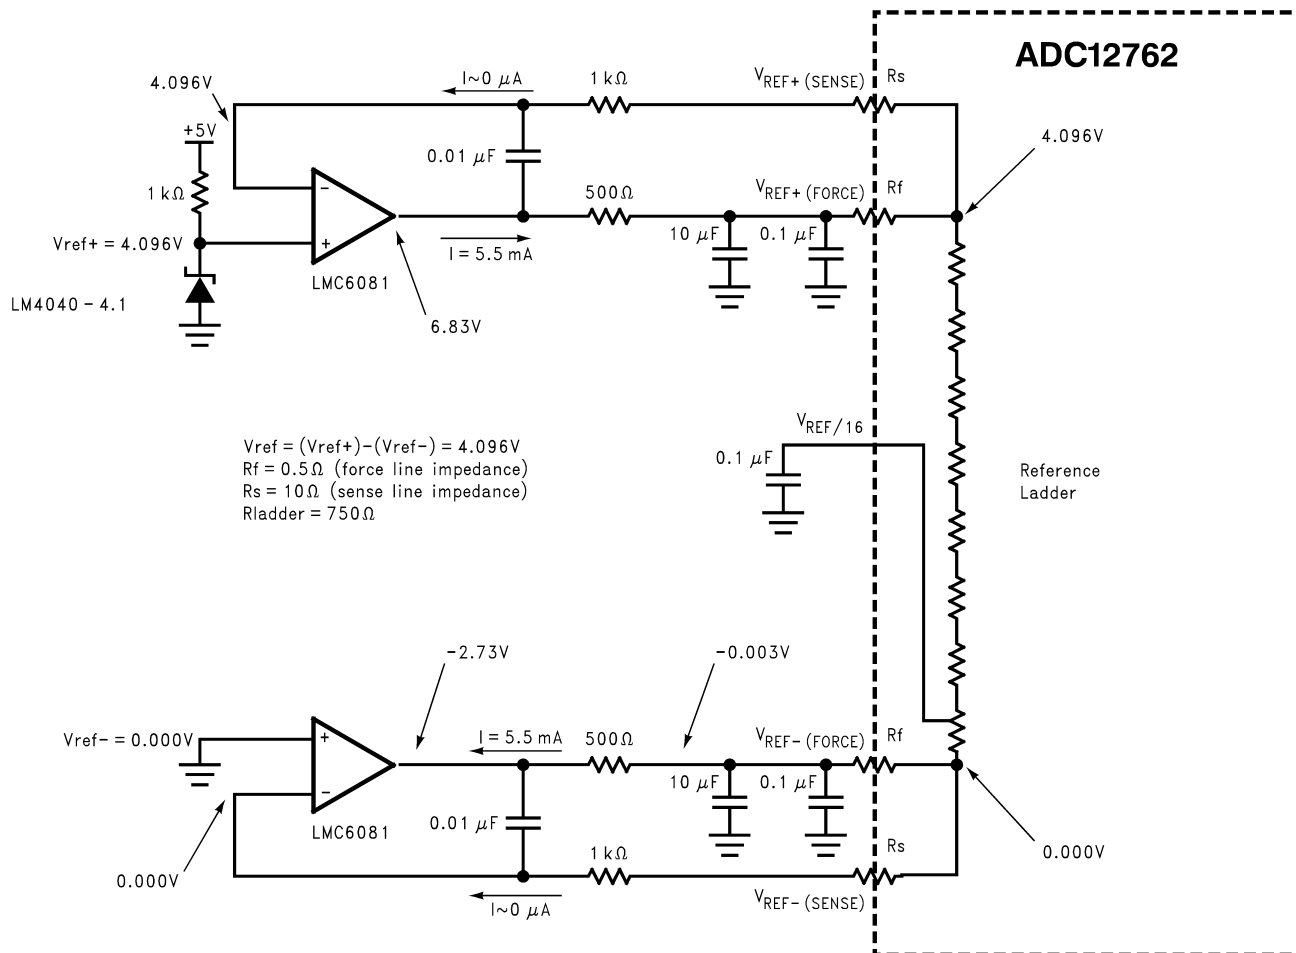 ADC12762
4.096V
I~0 μA
1 kΩ
VREF+ (SENSE)
Rs
+5V
4.096V
0.01 μF
1 kΩ
500Ω
VREF+ (FORCE)
Rf
−
+
Vref+ = 4.096V
10 μF
0.1 μF
I = 5.5 mA
LMC6081
LM4040 - 4.1
6.83V
VREF/16
Vref = (Vref+)-(Vref-) = 4.096V
Rf = 0.5Ω (force line impedance)
Rs = 10Ω (sense line impedance)
Rladder = 750Ω
0.1 μF
Reference
Ladder
-2.73V
-0.003V
Vref- = 0.000V
+
−
I = 5.5 mA
500Ω
VREF- (FORCE)
Rf
10 μF
0.1 μF
LMC6081
0.01 μF
1 kΩ
Rs
0.000V
0.000V
I~0 μA
VREF- (SENSE)